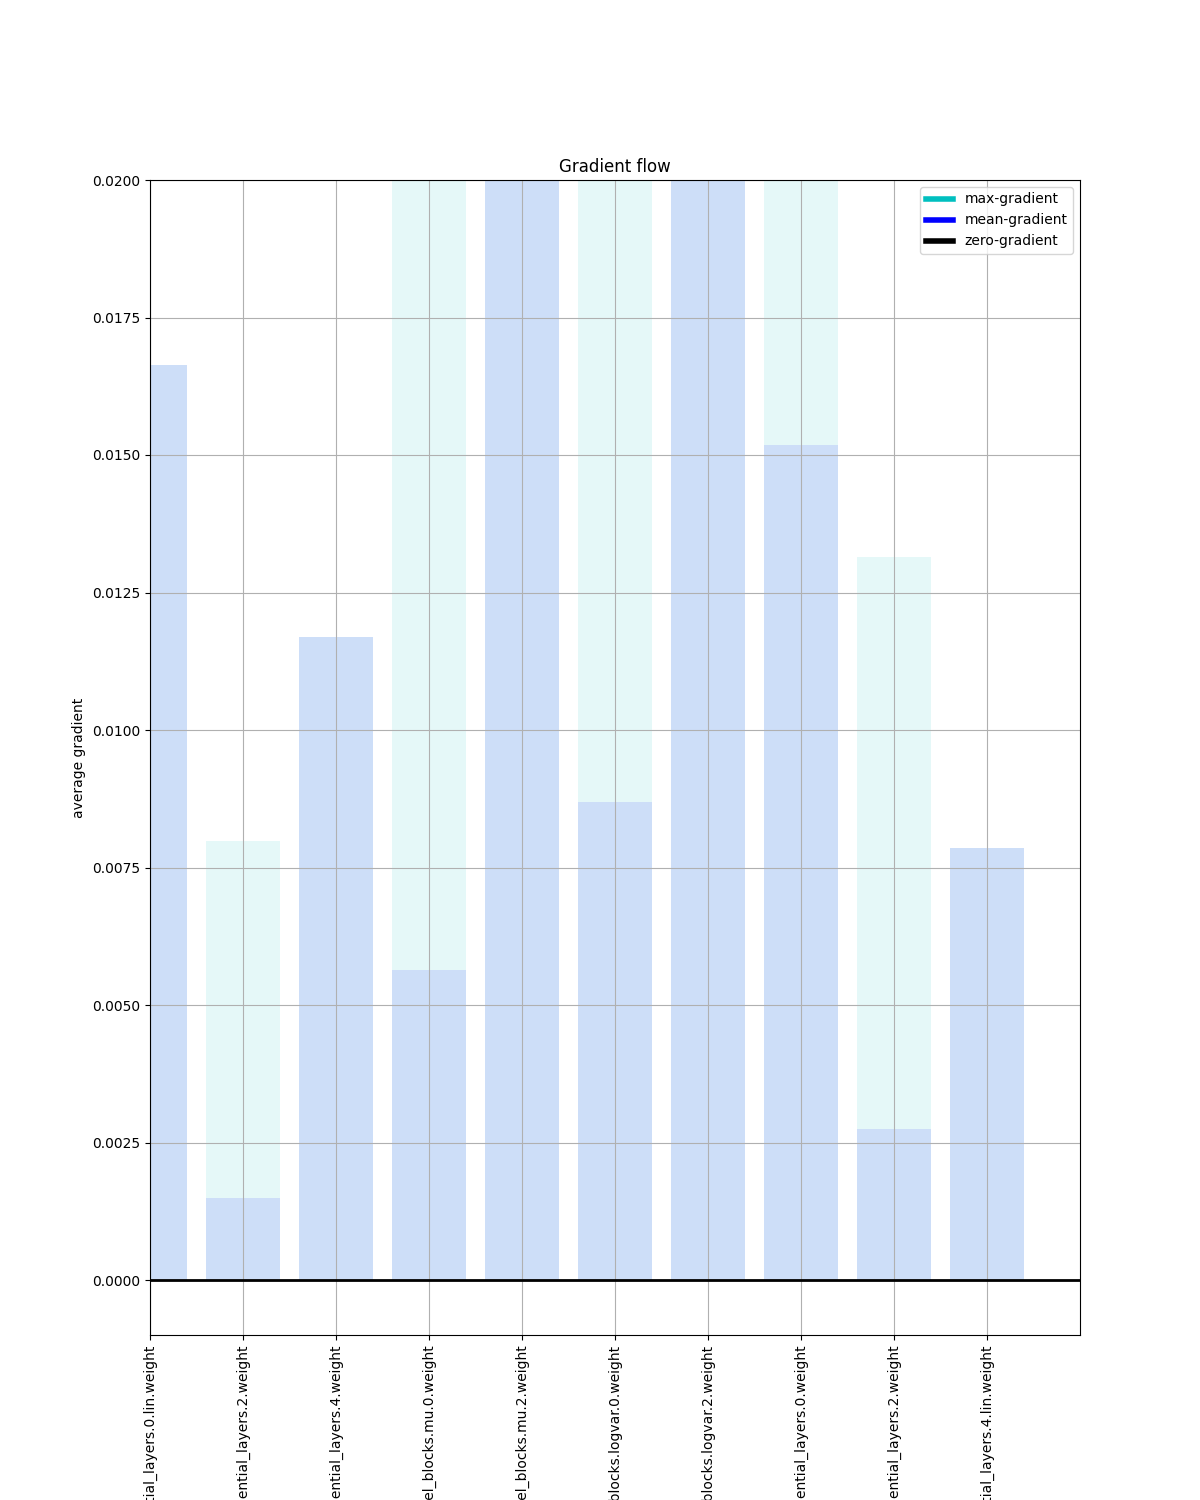 Gradient flow
max-gradient
mean-gradient
zero-gradient
0.0200
0.0175
0.0150
0.0125
0.0100
0.0075
0.0050
0.0025
0.0000
average gradient
tial_layers.0.lin.weight
ential_layers.2.weight
ential_layers.4.weight
el_blocks.mu.0.weight
el_blocks.mu.2.weight
blocks.logvar.0.weight
blocks.logvar.2.weight
ential_layers.0.weight
ential_layers.2.weight
tial_layers.4.lin.weight